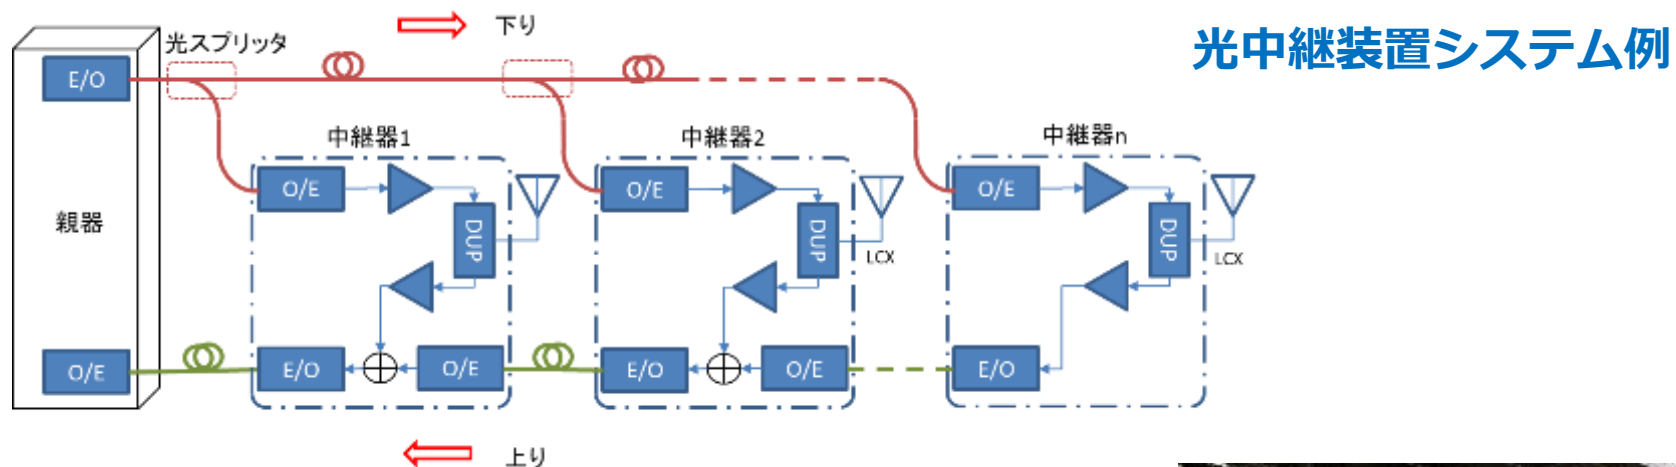 光中継装置システム例
下り
光スプリッタ
E/O
親器
O/E
中継器1
O/E
DUP
E/O
O/E
中継器2
O/E
DUP
LCX
E/O
O/E
中継器n
O/E
DUP
LCX
E/O
上り